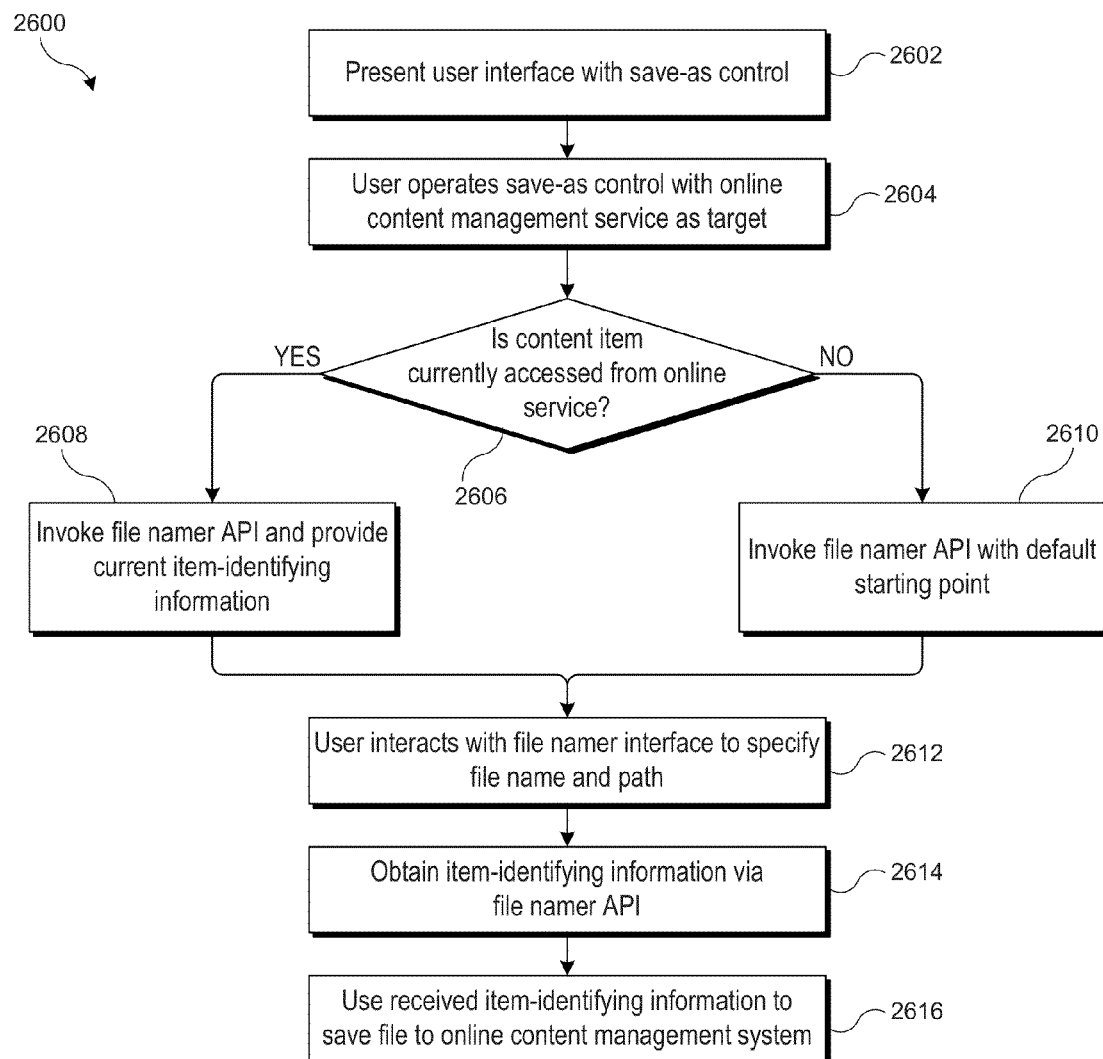 2600
Present user interface with save-as control
2602
User operates save-as control with online
content management service as target
2604
Is content item
currently accessed from online
service?
YES
NO
2606
2608
2610
Invoke file namer API and provide
current item-identifying
information
Invoke file namer API with default
starting point
User interacts with file namer interface to specify
file name and path
2612
Obtain item-identifying information via
file namer API
2614
Use received item-identifying information to
save file to online content management system
2616